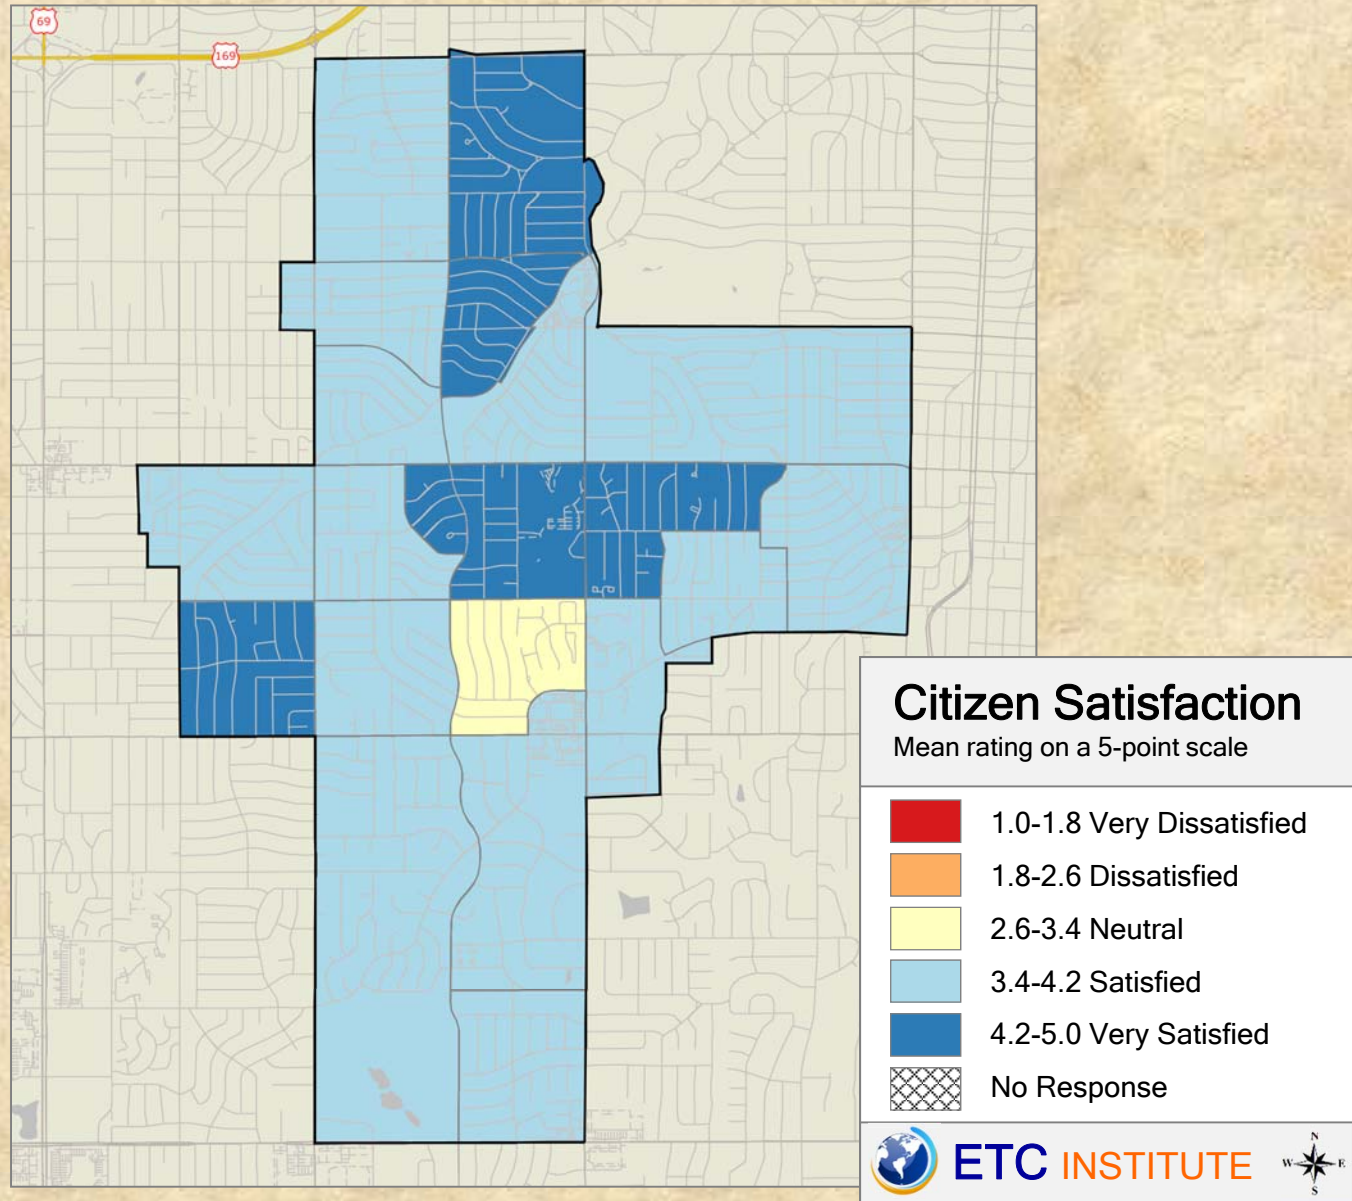 69
169
Citizen Satisfaction
Mean rating on a 5-point scale
1.0-1.8 Very Dissatisfied
1.8-2.6 Dissatisfied
2.6-3.4 Neutral
3.4-4.2 Satisfied
4.2-5.0 Very Satisfied
No Response
ETC INSTITUTE
N
W E
S